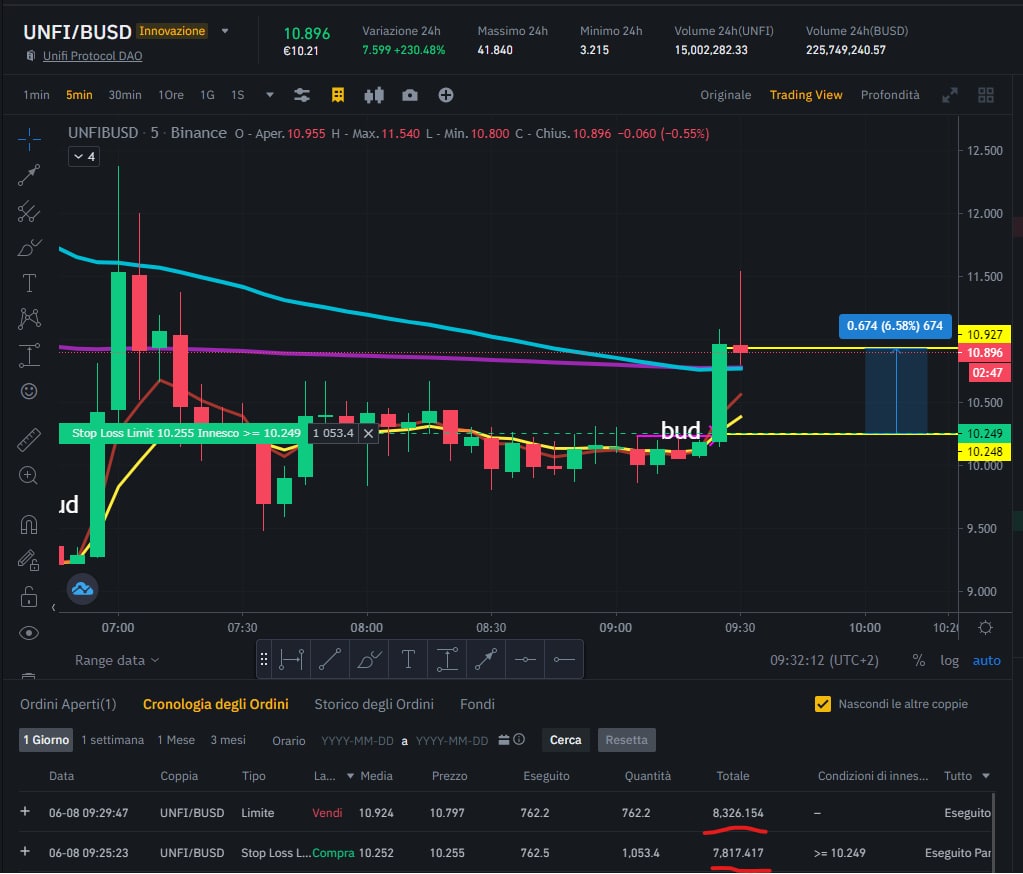 UNFI/BUSD Innovazione
Unifi Protocol DAO
10.896
€10.21
Variazione 24h
7.599 +230.48%
Massimo 24h
41.840
Minimo 24h
3.215
Volume 24h(UNFI)
15,002,282.33
Volume 24h(BUSD)
225,749,240.57
1min 5min 30min 1Ore 1G 1S
Originale Trading View Profondità
UNFIBUSD · 5 · Binance O - Aper.10.955 H - Max.11.540 L - Min.10.800 C - Chius.10.896 −0.060 (−0.55%)
4
12.500
12.000
11.500
0.674 (6.58%) 674
10.927
10.896
02:47
10.500
Stop Loss Limit 10.255 Innesco >= 10.249 1 053.4
bud
10.249
10.248
10.000
ud
9.500
9.000
07:00 07:30 08:00 08:30 09:00 09:30 10:00 10:20
Range data
09:32:12 (UTC+2) % log auto
Ordini Aperti(1) Cronologia degli Ordini Storico degli Ordini Fondi
Nascondi le altre coppie
1 Giorno 1 settimana 1 Mese 3 mesi Orario YYYY-MM-DD a YYYY-MM-DD Cerca Resetta
Data Coppia Tipo La... Media Prezzo Eseguito Quantità Totale Condizioni di innes... Tutto
06-08 09:29:47 UNFI/BUSD Limite Vendi 10.924 10.797 762.2 762.2 8,326.154 – Eseguito
06-08 09:25:23 UNFI/BUSD Stop Loss L... Compra 10.252 10.255 762.5 1,053.4 7,817.417 >= 10.249 Eseguito Par